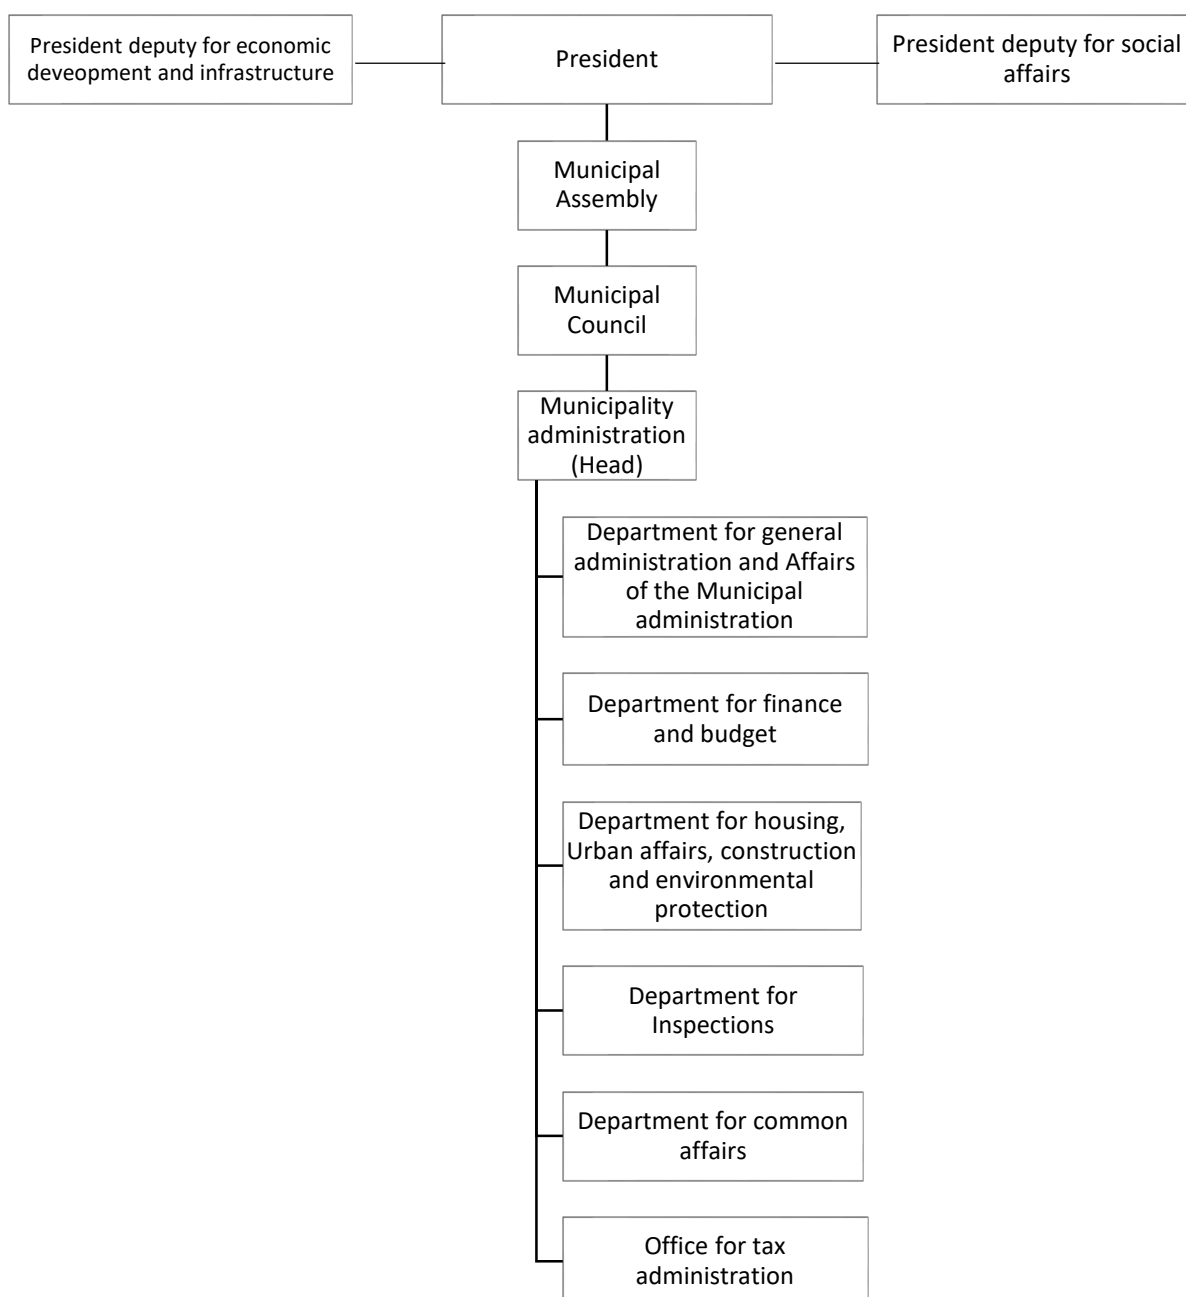 President deputy for economic
deveopment and infrastructure
President
President deputy for social
affairs
Municipal
Assembly
Municipal
Council
Municipality
administration
(Head)
Department for general
administration and Affairs
of the Municipal
administration
Department for finance
and budget
Department for housing,
Urban affairs, construction
and environmental
protection
Department for
Inspections
Department for common
affairs
Office for tax
administration